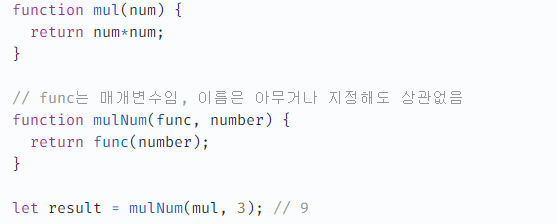 function mul(num) {
  return num*num;
}

// func는 매개변수임, 이름은 아무거나 지정해도 상관없음
function mulNum(func, number) {
  return func(number);
}

let result = mulNum(mul, 3); // 9